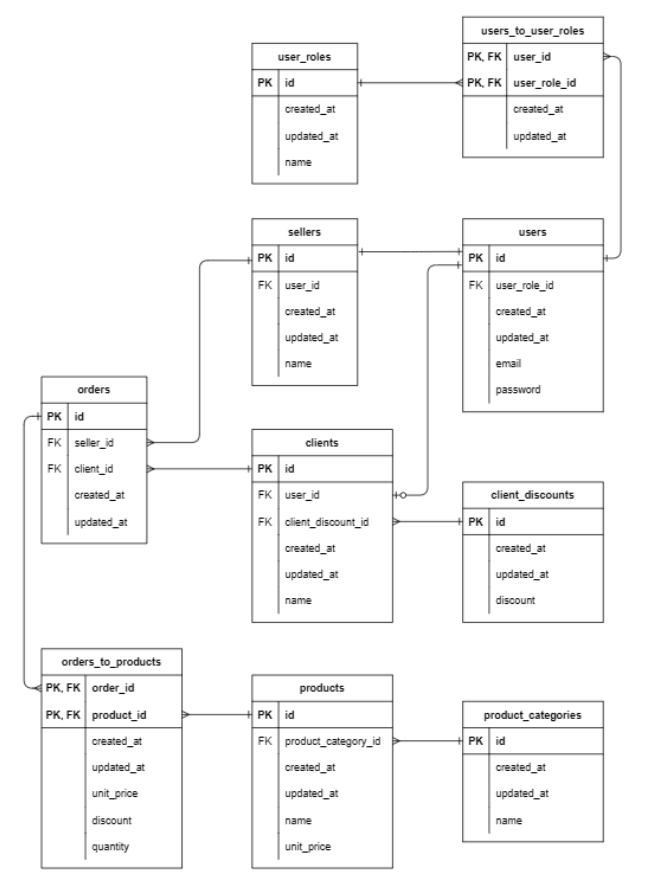 users_to_user_roles
PK, FK user_id
PK, FK user_role_id
created_at
updated_at
user_roles
PK id
created_at
updated_at
name
sellers
PK id
FK user_id
created_at
updated_at
name
users
PK id
FK user_role_id
created_at
updated_at
email
password
orders
PK id
FK seller_id
FK client_id
created_at
updated_at
clients
PK id
FK user_id
FK client_discount_id
created_at
updated_at
name
client_discounts
PK id
created_at
updated_at
discount
orders_to_products
PK, FK order_id
PK, FK product_id
created_at
updated_at
unit_price
discount
quantity
products
PK id
FK product_category_id
created_at
updated_at
name
unit_price
product_categories
PK id
created_at
updated_at
name